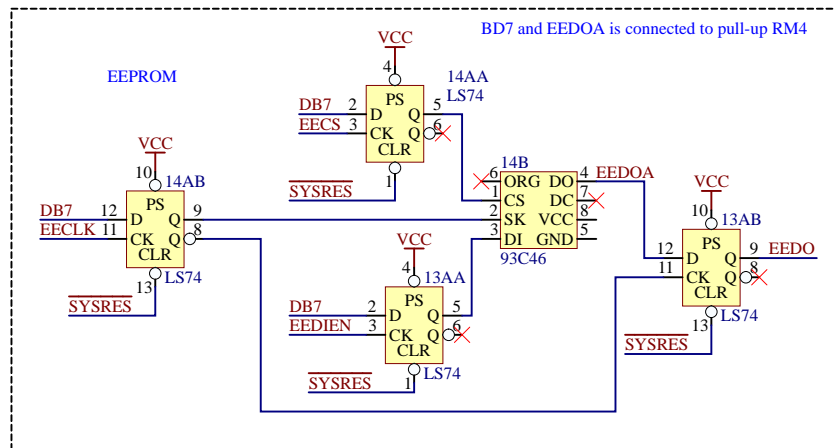 BD7 and EEDOA is connected to pull-up RM4
EEPROM
VCC
4
14AA
LS74
DB7 2 D PS Q 5
EECS 3 CK Q 6
CLR
1
SYSRES
VCC
10
14AB
DB7 12 D PS Q 9
EECLK 11 CK Q 8
CLR
13
LS74
SYSRES
14B
6 ORG DO 4 EEDOA
1 CS DC 7
2 SK VCC 8
3 DI GND 5
93C46
VCC
4
13AA
DB7 2 D PS Q 5
EEDIEN 3 CK Q 6
CLR
1
LS74
SYSRES
VCC
10
13AB
12 D PS Q 9 EEDO
11 CK Q 8
CLR
13
LS74
SYSRES